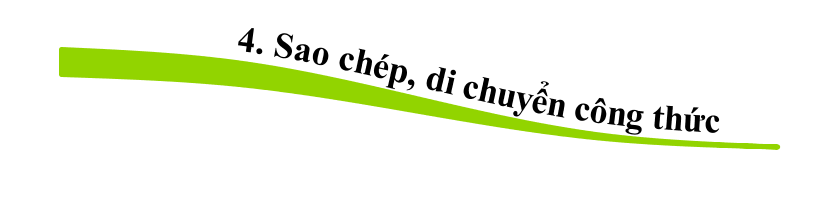 4. Sao chép, di chuyển công thức